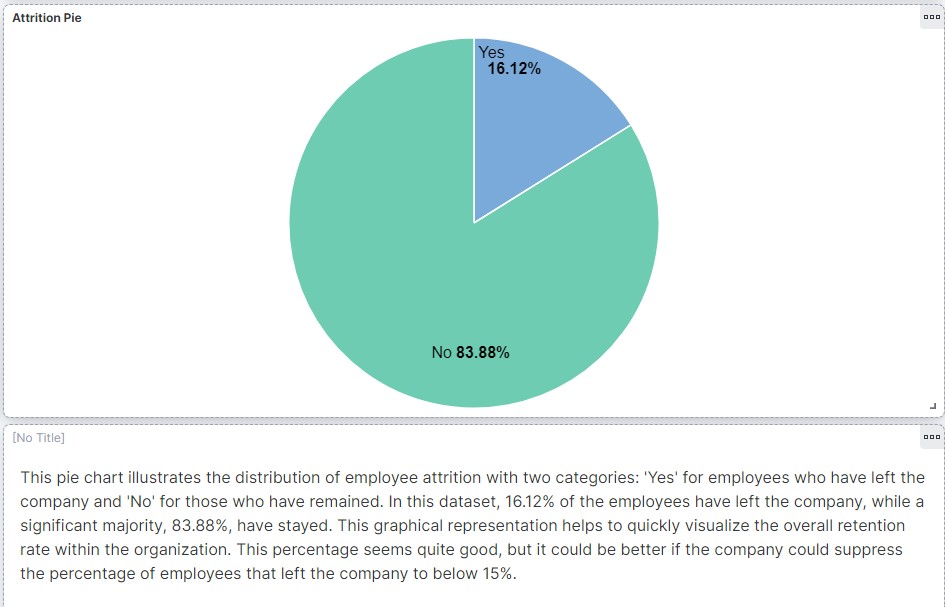 Attrition Pie
Yes
16.12%
No 83.88%
[No Title]
This pie chart illustrates the distribution of employee attrition with two categories: 'Yes' for employees who have left the
company and 'No' for those who have remained. In this dataset, 16.12% of the employees have left the company, while a
significant majority, 83.88%, have stayed. This graphical representation helps to quickly visualize the overall retention
rate within the organization. This percentage seems quite good, but it could be better if the company could suppress
the percentage of employees that left the company to below 15%.